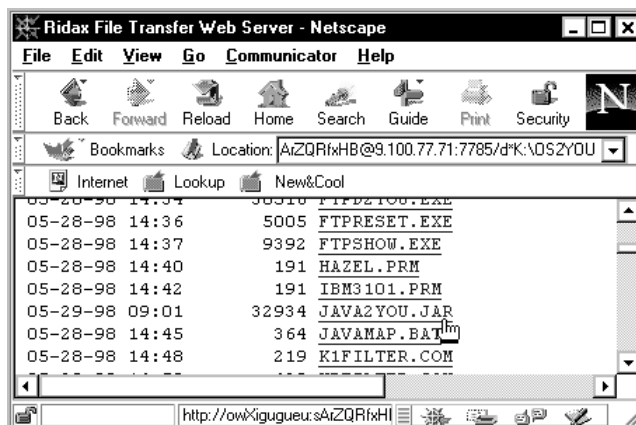 Ridax File Transfer Web Server - Netscape
File Edit View Go Communicator Help
Back Forward Reload Home Search Guide Print Security N
Bookmarks Location: ArZQRfxHB@9.100.77.71:7785/d*K:\OS2YOU
Internet Lookup New&Cool
05-28-98 14:36 5005 FTPRESET.EXE
05-28-98 14:37 9392 FTPSHOW.EXE
05-28-98 14:40 191 HAZEL.PRM
05-28-98 14:42 191 IBM3101.PRM
05-29-98 09:01 32934 JAVA2YOU.JAR
05-28-98 14:45 364 JAVAMAP.BAT
05-28-98 14:48 219 K1FILTER.COM
http://owXigugueu:sArZQRfxHI